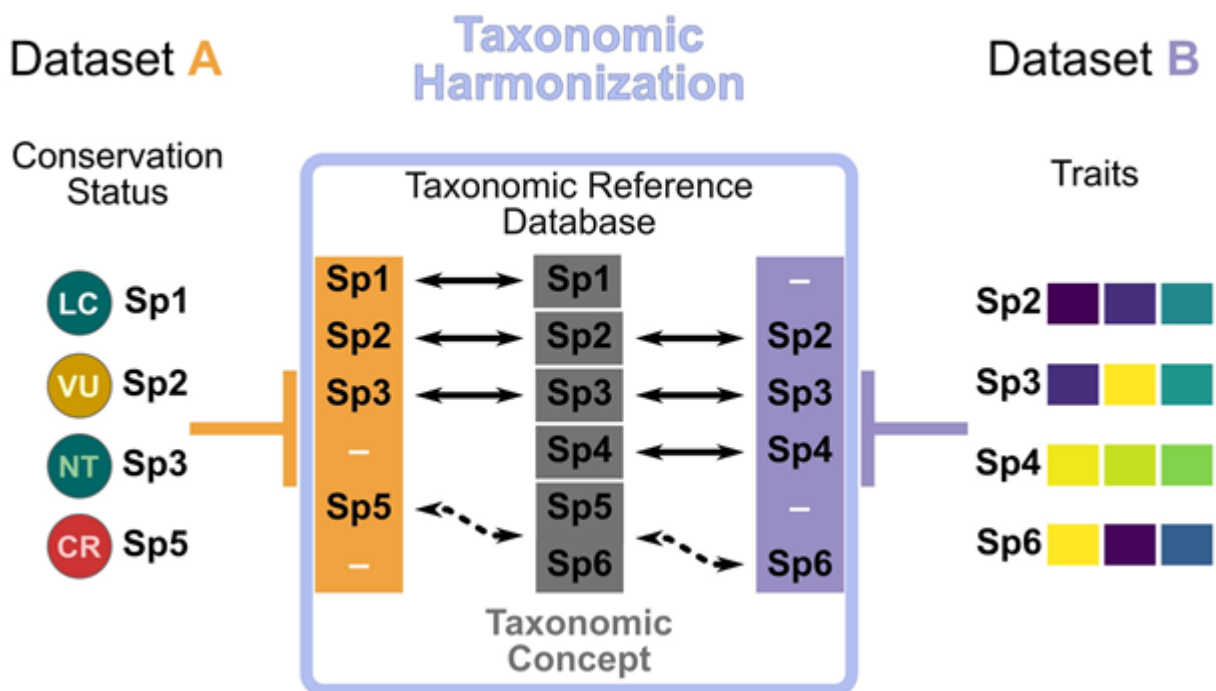 Dataset A
Taxonomic
Harmonization
Dataset B
Conservation
Status
Taxonomic Reference
Database
Traits
LC Sp1
VU Sp2
NT Sp3
CR Sp5
Sp1 Sp1 –
Sp2 Sp2 Sp2
Sp3 Sp3 Sp3
– Sp4 Sp4
Sp5 Sp5 –
– Sp6 Sp6
Taxonomic
Concept
Sp2
Sp3
Sp4
Sp6